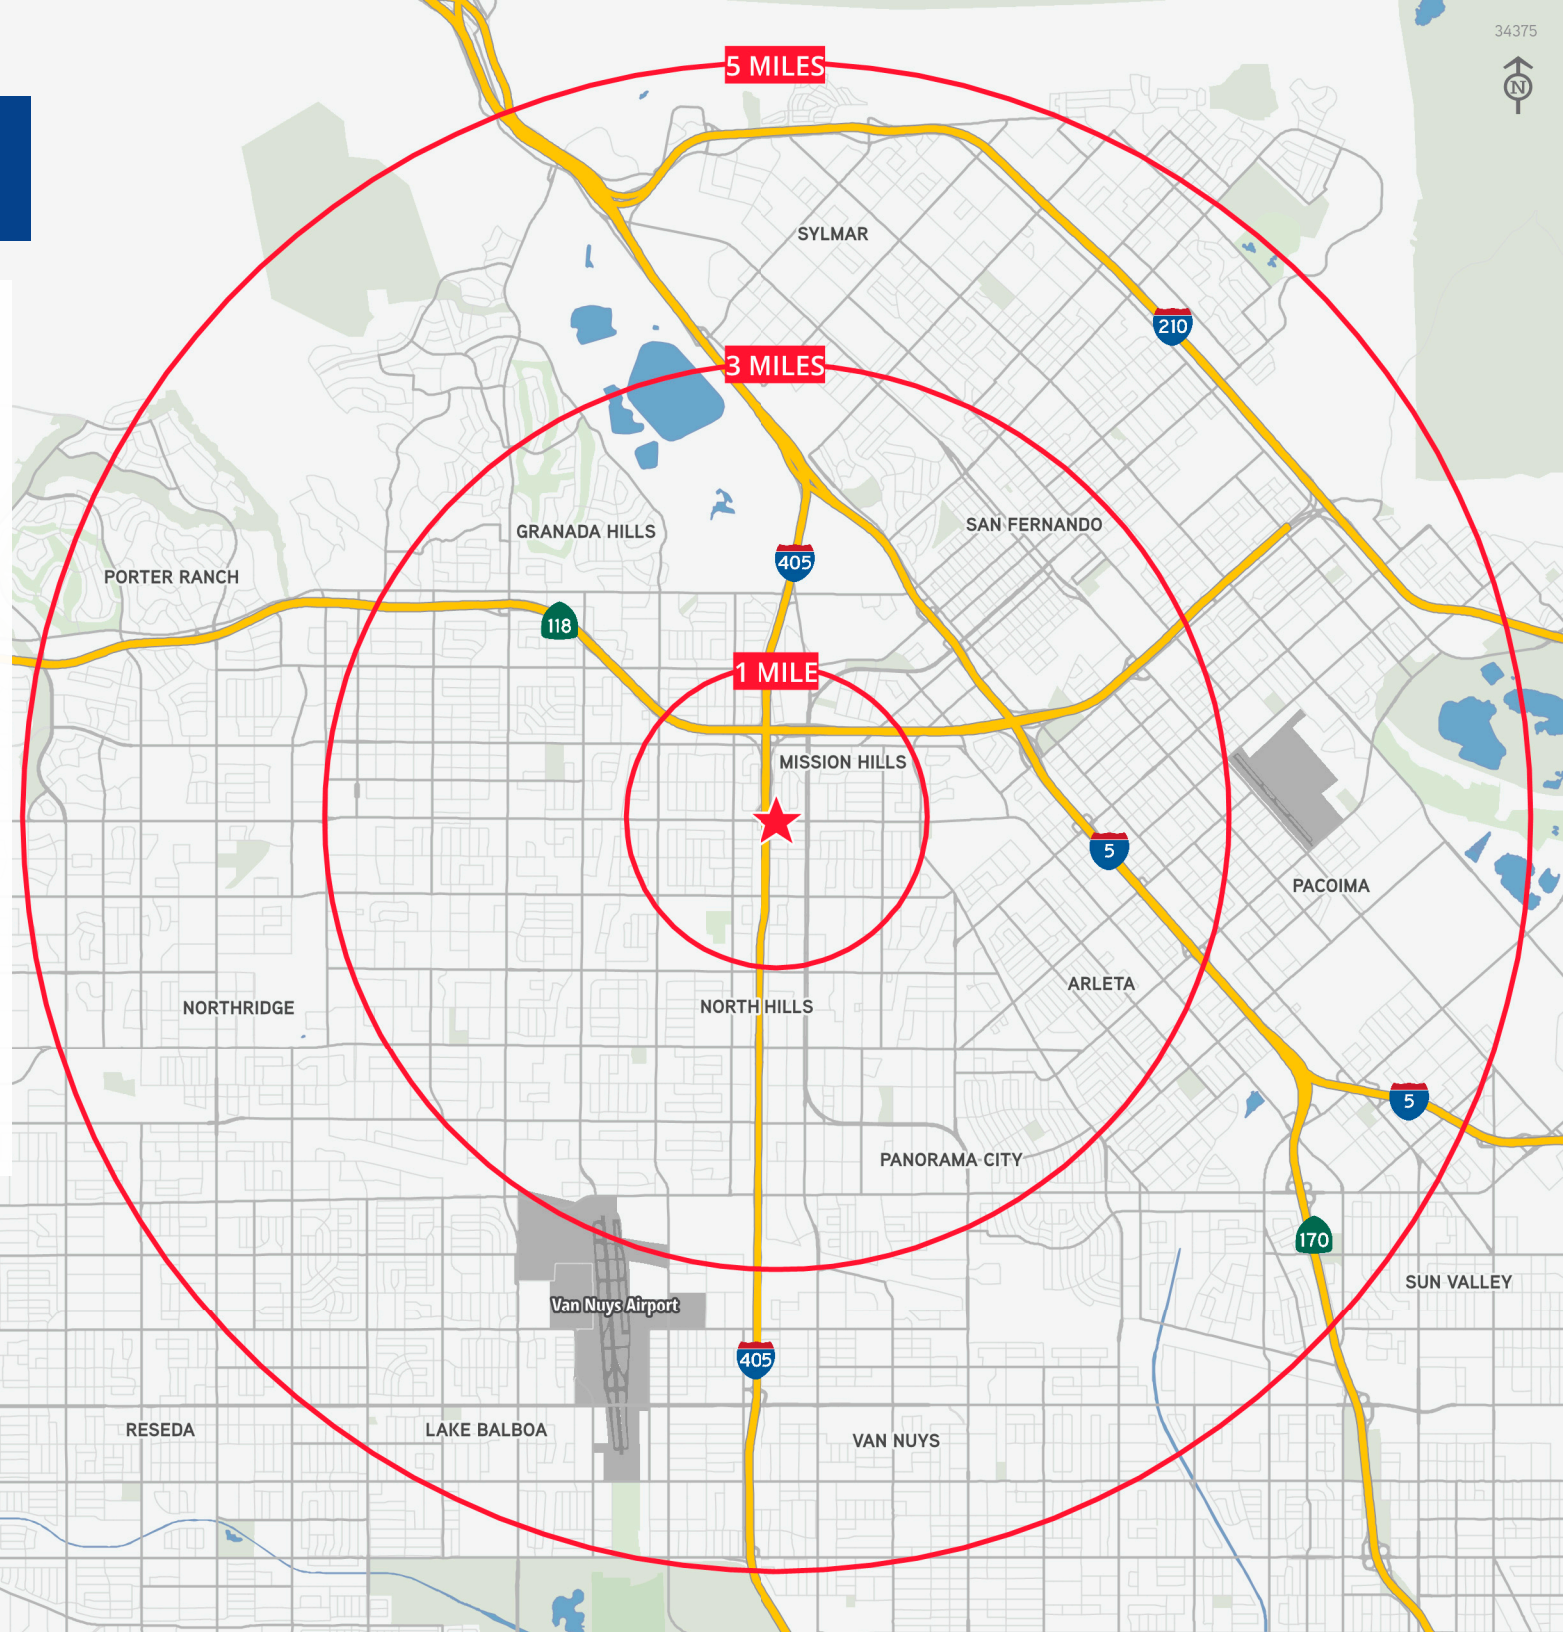 34375
N
5 MILES
SYLMAR
210
3 MILES
SAN FERNANDO
GRANADA HILLS
405
PORTER RANCH
118
1 MILE
MISSION HILLS
5
PACOIMA
ARLETA
NORTHRIDGE
NORTH HILLS
5
PANORAMA CITY
170
SUN VALLEY
Van Nuys Airport
405
RESEDA
LAKE BALBOA
VAN NUYS